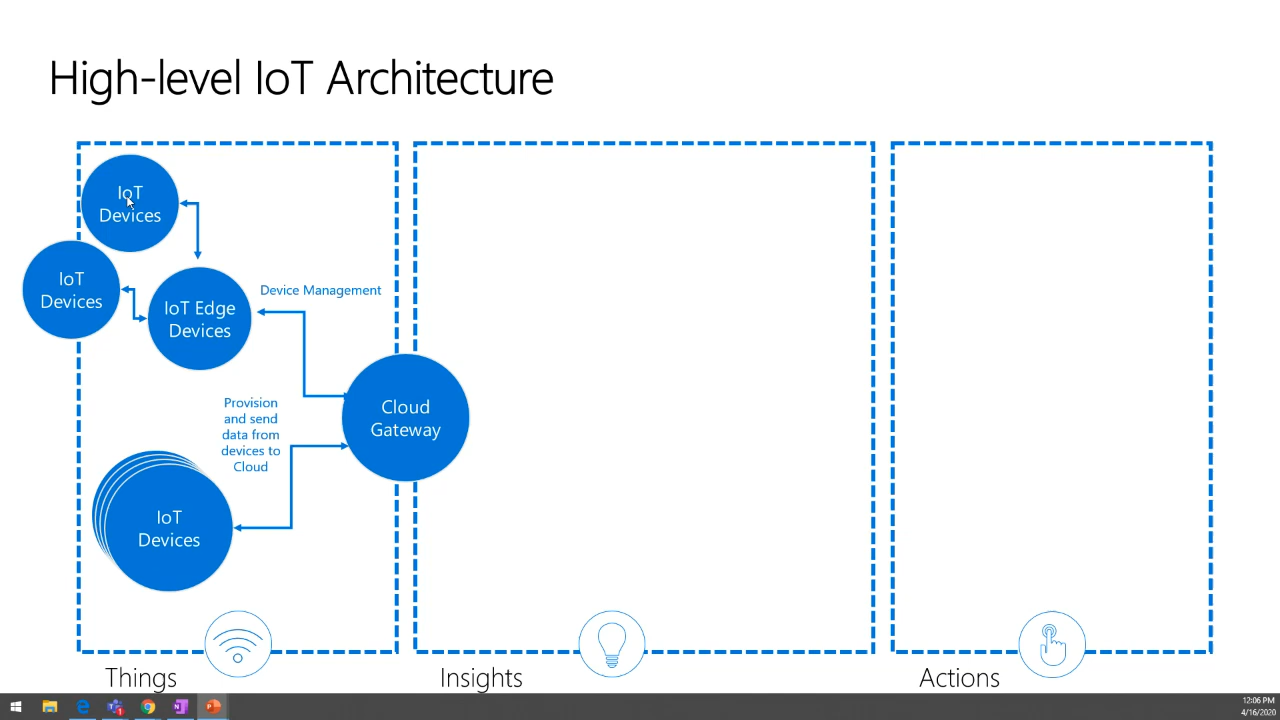 High-level IoT Architecture
IoT
Devices
IoT
Devices
IoT Edge
Devices
Device Management
Provision
and send
data from
devices to
Cloud
Cloud
Gateway
IoT
Devices
Things
Insights
Actions
12:06 PM
4/16/2020